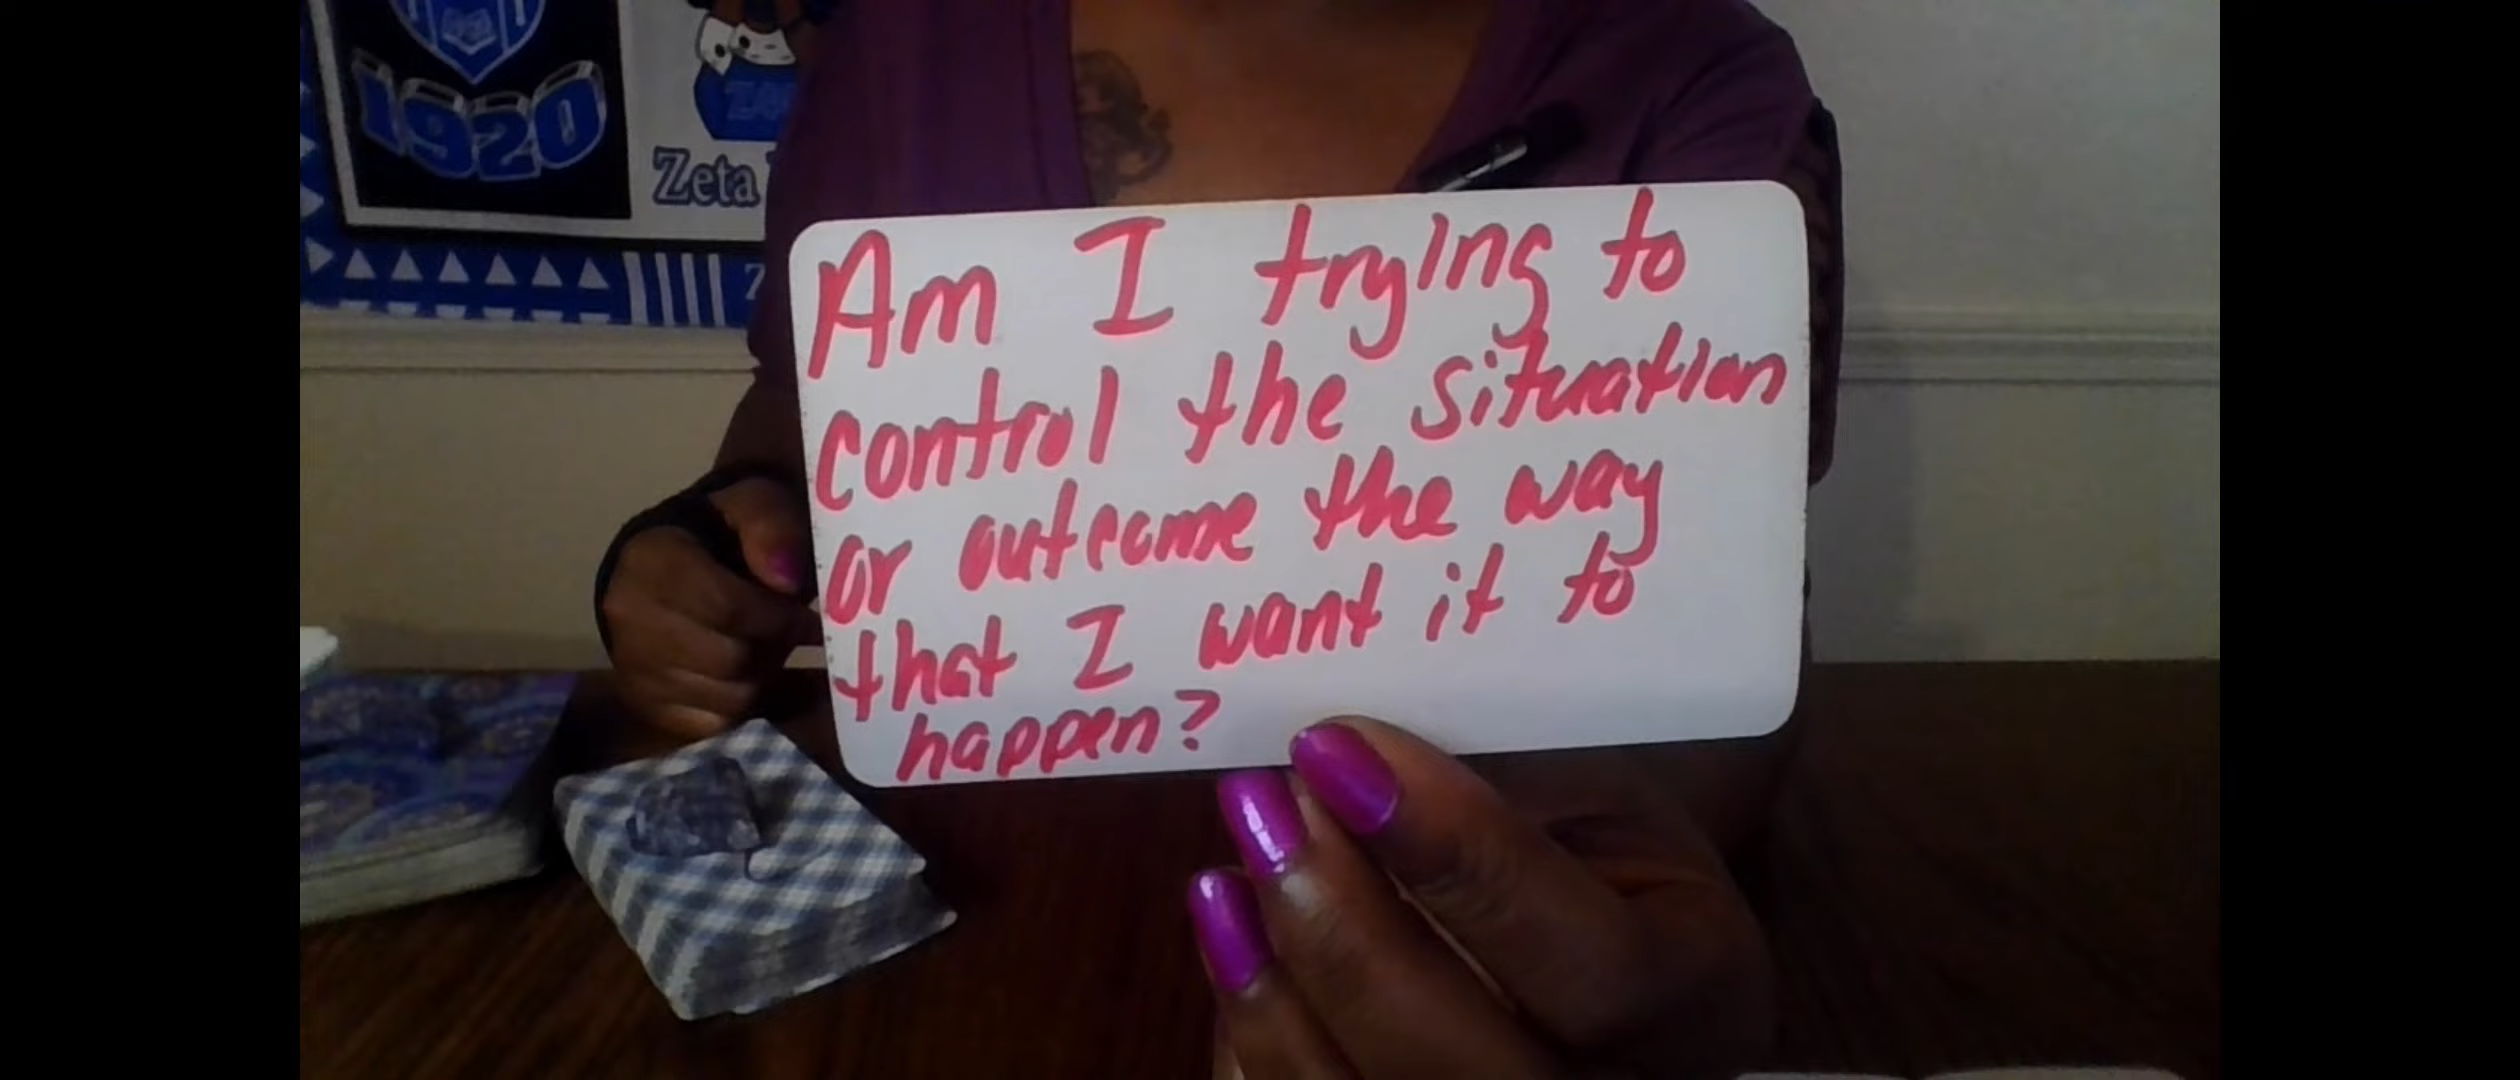 1920
Zeta
Am I trying to
control the situation
or outcome the way
that I want it to
happen?